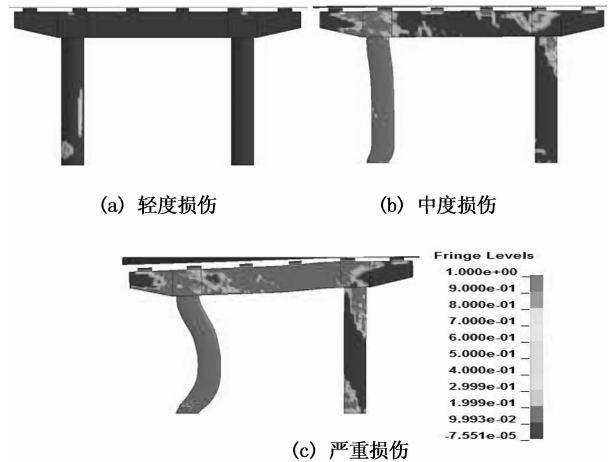 (a) 轻度损伤
(b) 中度损伤
Fringe Levels
1.000e+00
9.000e-01
8.000e-01
7.000e-01
6.000e-01
5.000e-01
4.000e-01
2.999e-01
1.999e-01
9.993e-02
-7.551e-05
(c) 严重损伤